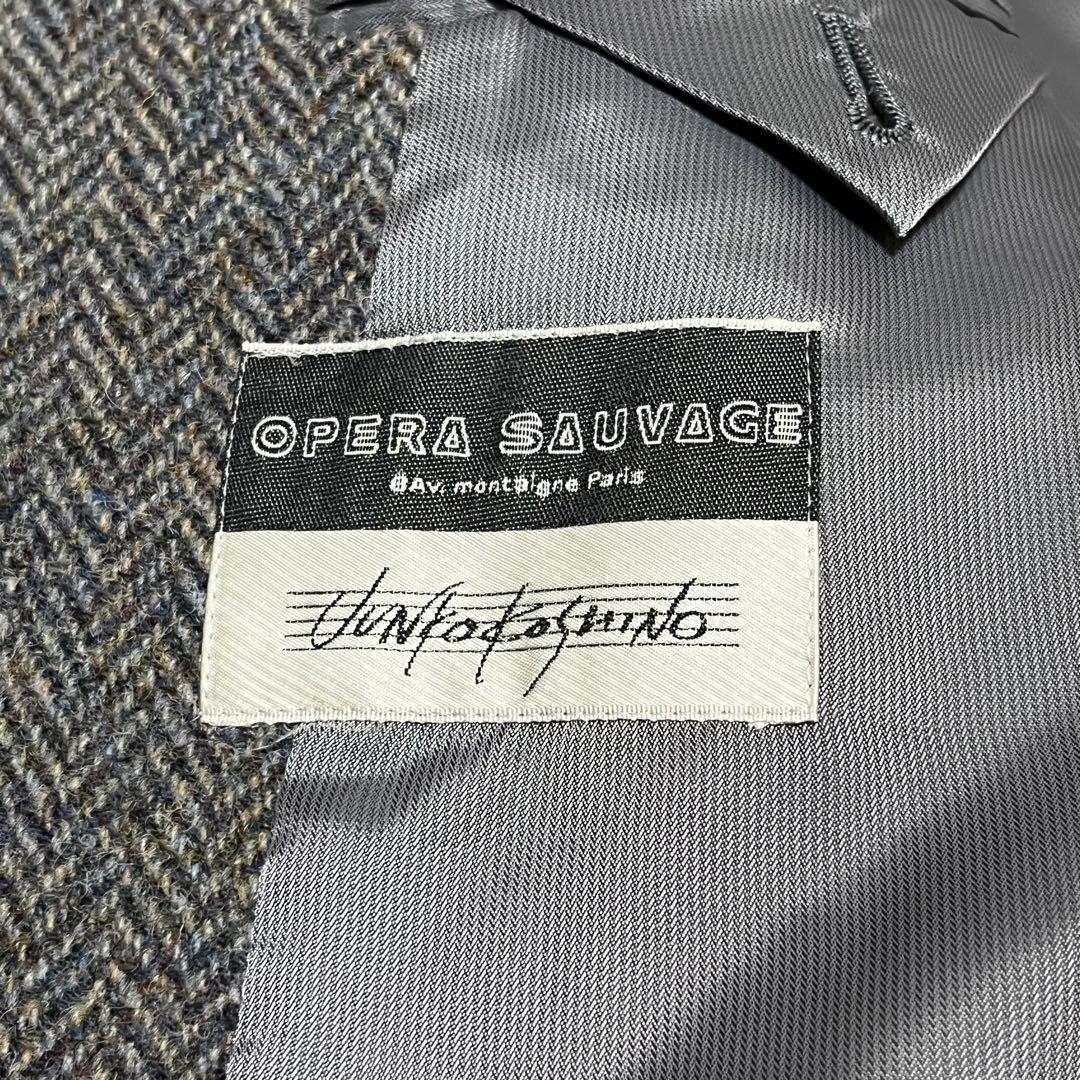 OPERA SAUVAGE
6Av. montaigne Paris
JUNKO KOSHINO